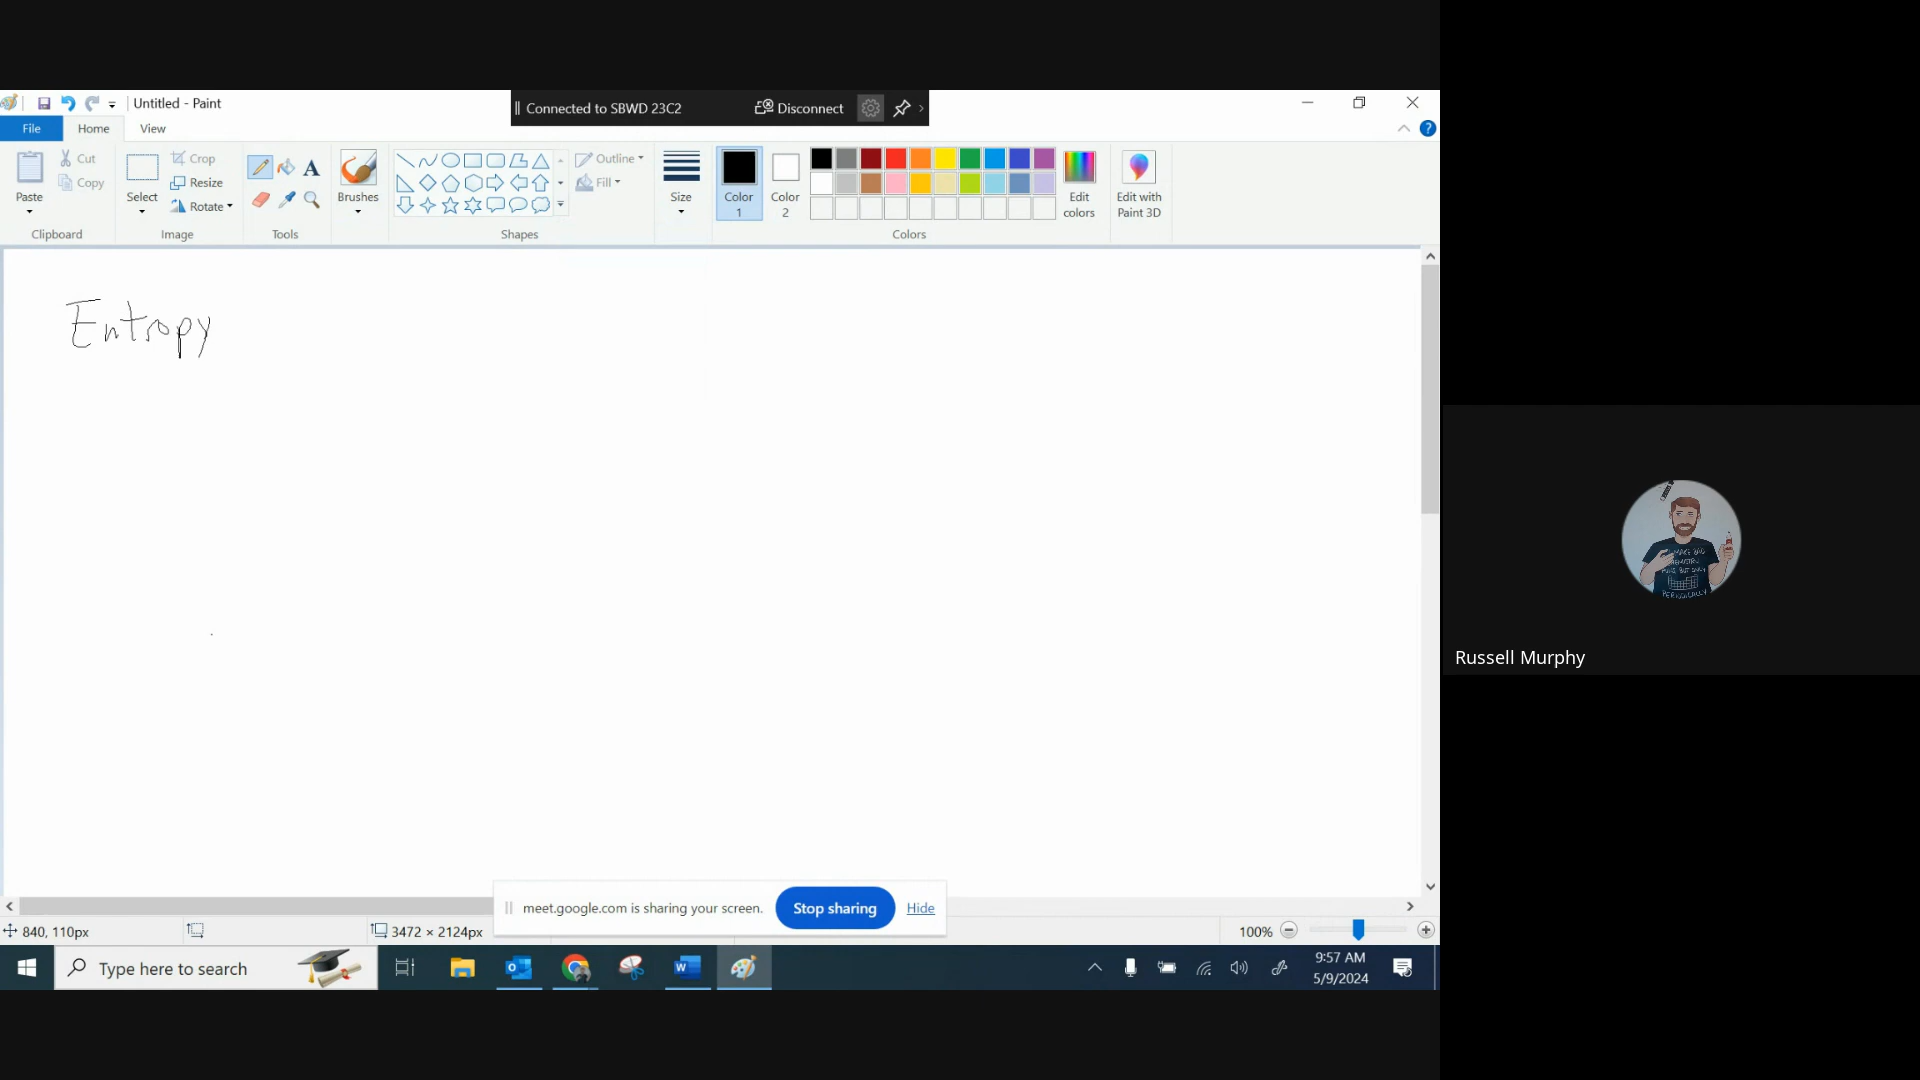 Untitled - Paint
Connected to SBWD 23C2
Disconnect
File
Home
View
Paste
Cut
Copy
Clipboard
Select
Crop
Resize
Rotate
Image
A
Tools
Brushes
Outline
Fill
Shapes
Size
Color 1
Color 2
Edit colors
Colors
Edit with Paint 3D
Entropy
MAKE BAD
PERIODICALLY
Russell Murphy
meet.google.com is sharing your screen.
Stop sharing
Hide
840, 110px
3472 × 2124px
100%
Type here to search
9:57 AM
5/9/2024